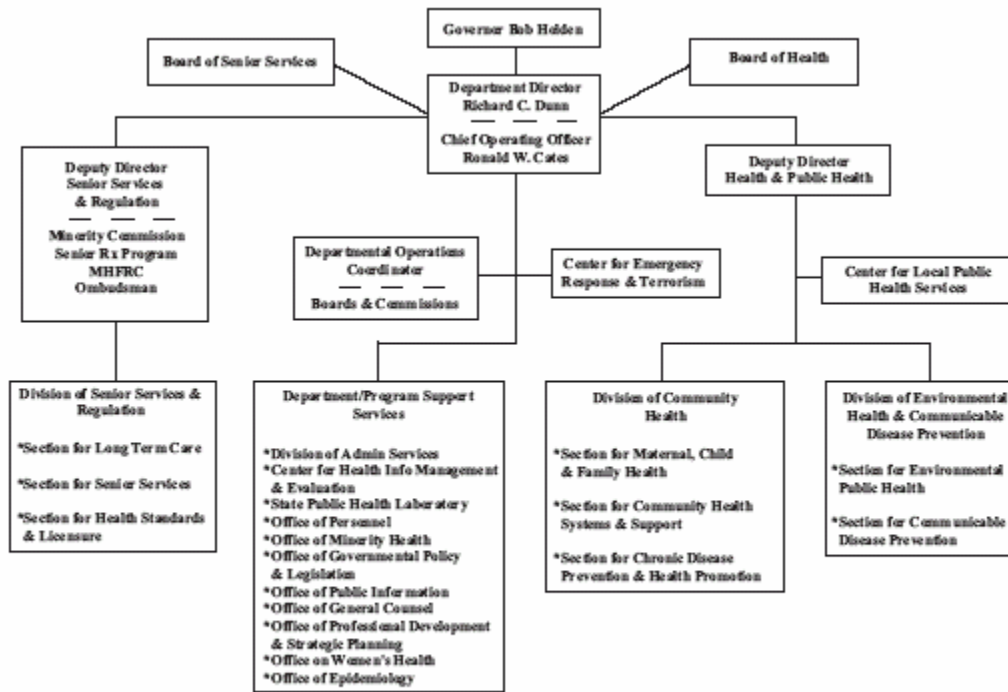 Governor Bob Holden
Board of Senior Services
Board of Health
Department Director
Richard C. Dunn
Chief Operating Officer
Ronald W. Cates
Deputy Director
Senior Services
& Regulation
Minority Commission
Senior Rx Program
MHFRC
Ombudsman
Deputy Director
Health & Public Health
Departmental Operations
Coordinator
Boards & Commissions
Center for Emergency
Response & Terrorism
Center for Local Public
Health Services
Division of Senior Services &
Regulation
*Section for Long Term Care
*Section for Senior Services
*Section for Health Standards
& Licensure
Department/Program Support
Services
*Division of Admin Services
*Center for Health Info Management
& Evaluation
*State Public Health Laboratory
*Office of Personnel
*Office of Minority Health
*Office of Governmental Policy
& Legislation
*Office of Public Information
*Office of General Counsel
*Office of Professional Development
& Strategic Planning
*Office on Women's Health
*Office of Epidemiology
Division of Community
Health
*Section for Maternal, Child
& Family Health
*Section for Community Health
Systems & Support
*Section for Chronic Disease
Prevention & Health Promotion
Division of Environmental
Health & Communicable
Disease Prevention
*Section for Environmental
Public Health
*Section for Communicable
Disease Prevention